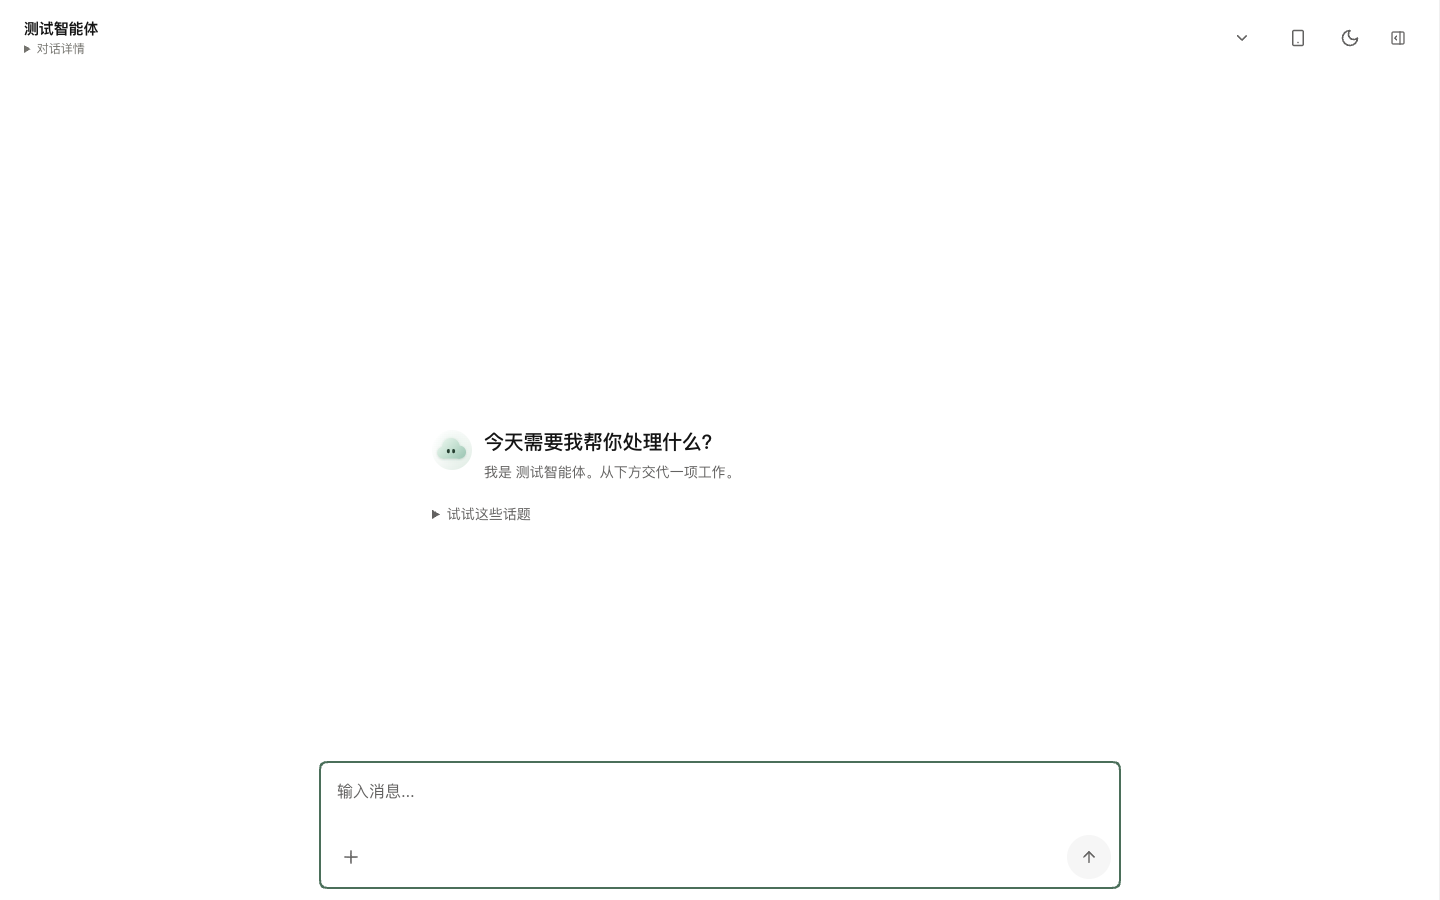 测试智能体
▶ 对话详情
今天需要我帮你处理什么?
我是 测试智能体。从下方交代一项工作。
▶ 试试这些话题
输入消息...